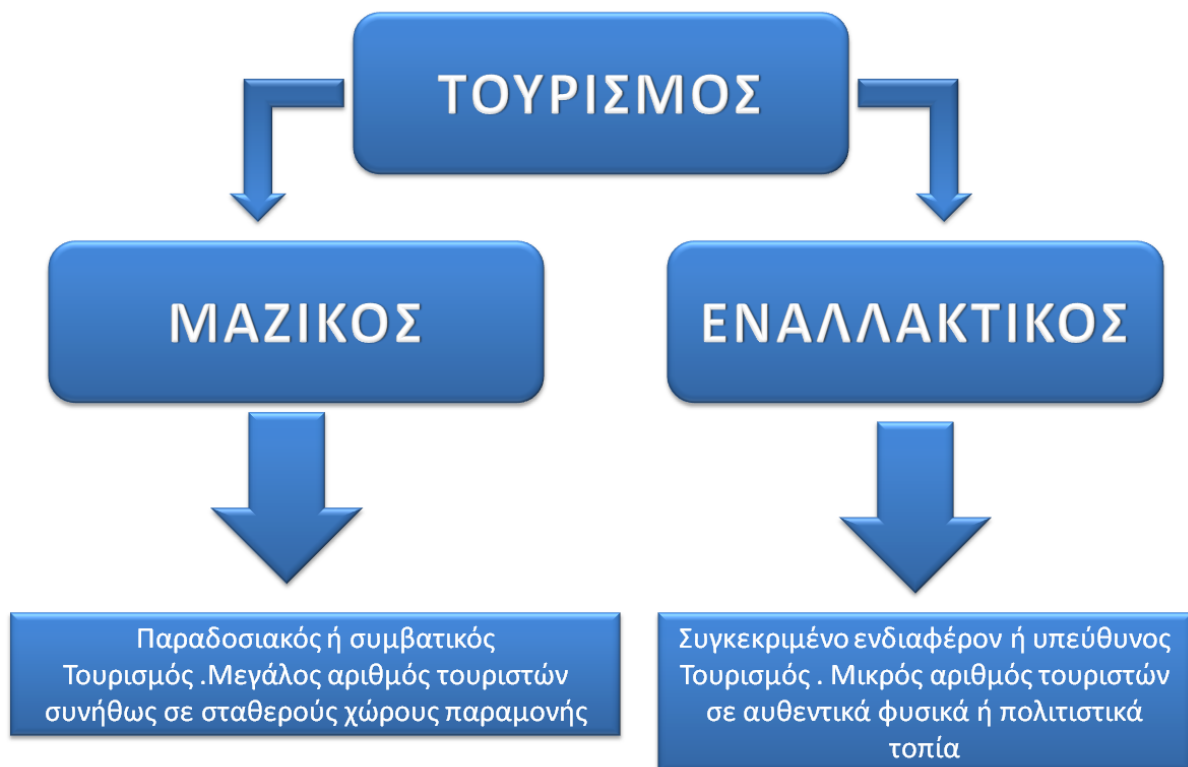 ΤΟΥΡΙΣΜΟΣ
ΜΑΖΙΚΟΣ
ΕΝΑΛΛΑΚΤΙΚΟΣ
Παραδοσιακός ή συμβατικός
Τουρισμός .Μεγάλος αριθμός τουριστών
συνήθως σε σταθερούς χώρους παραμονής
Συγκεκριμένο ενδιαφέρον ή υπεύθυνος
Τουρισμός . Μικρός αριθμός τουριστών
σε αυθεντικά φυσικά ή πολιτιστικά
τοπία